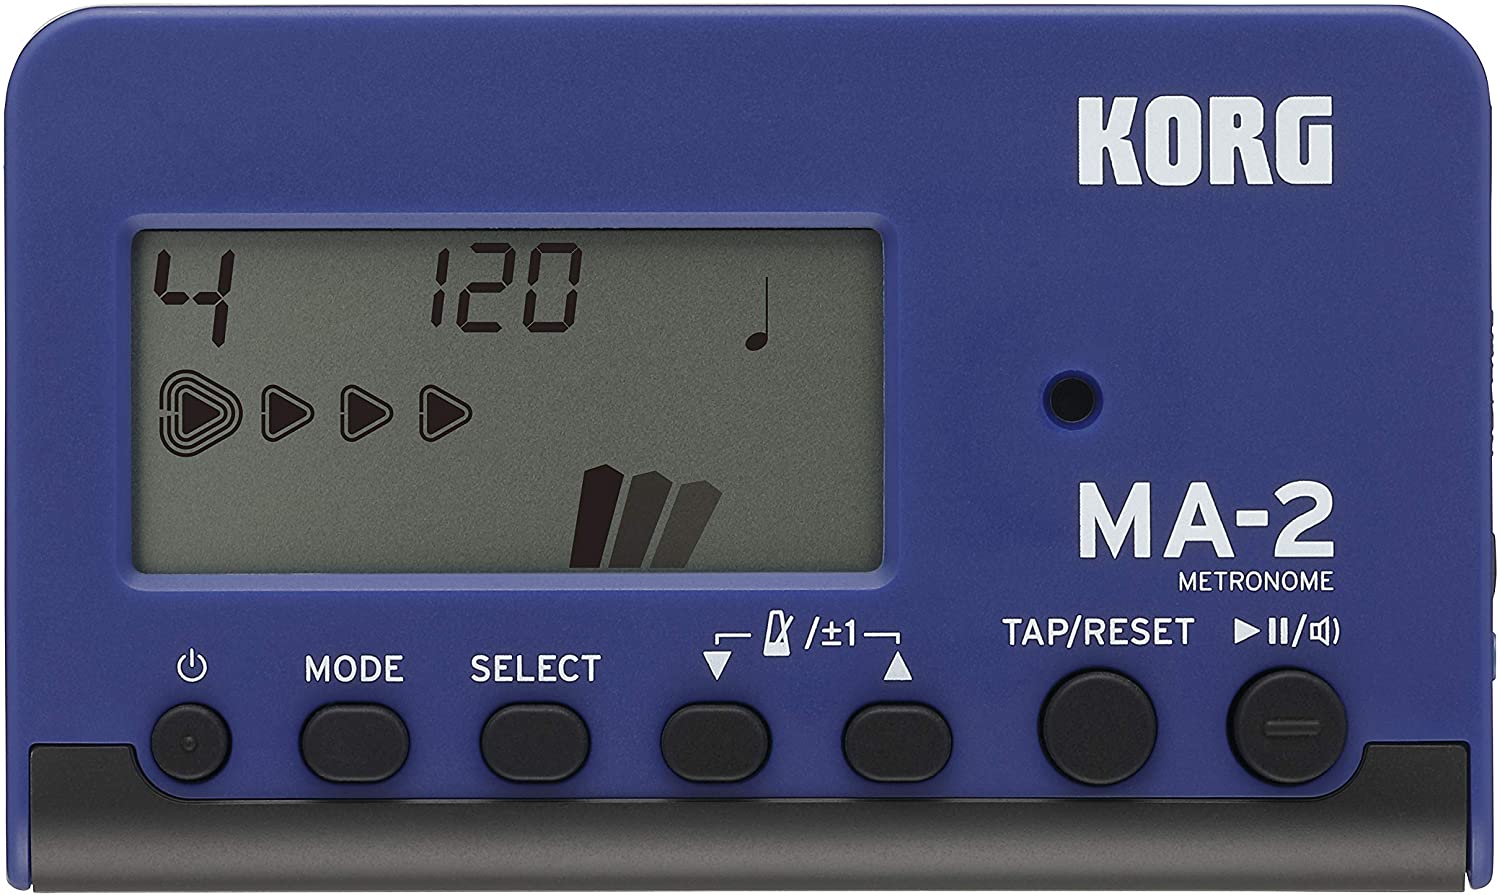 KORG
4 120
MA-2
METRONOME
/±1
TAP/RESET
/
MODE
SELECT